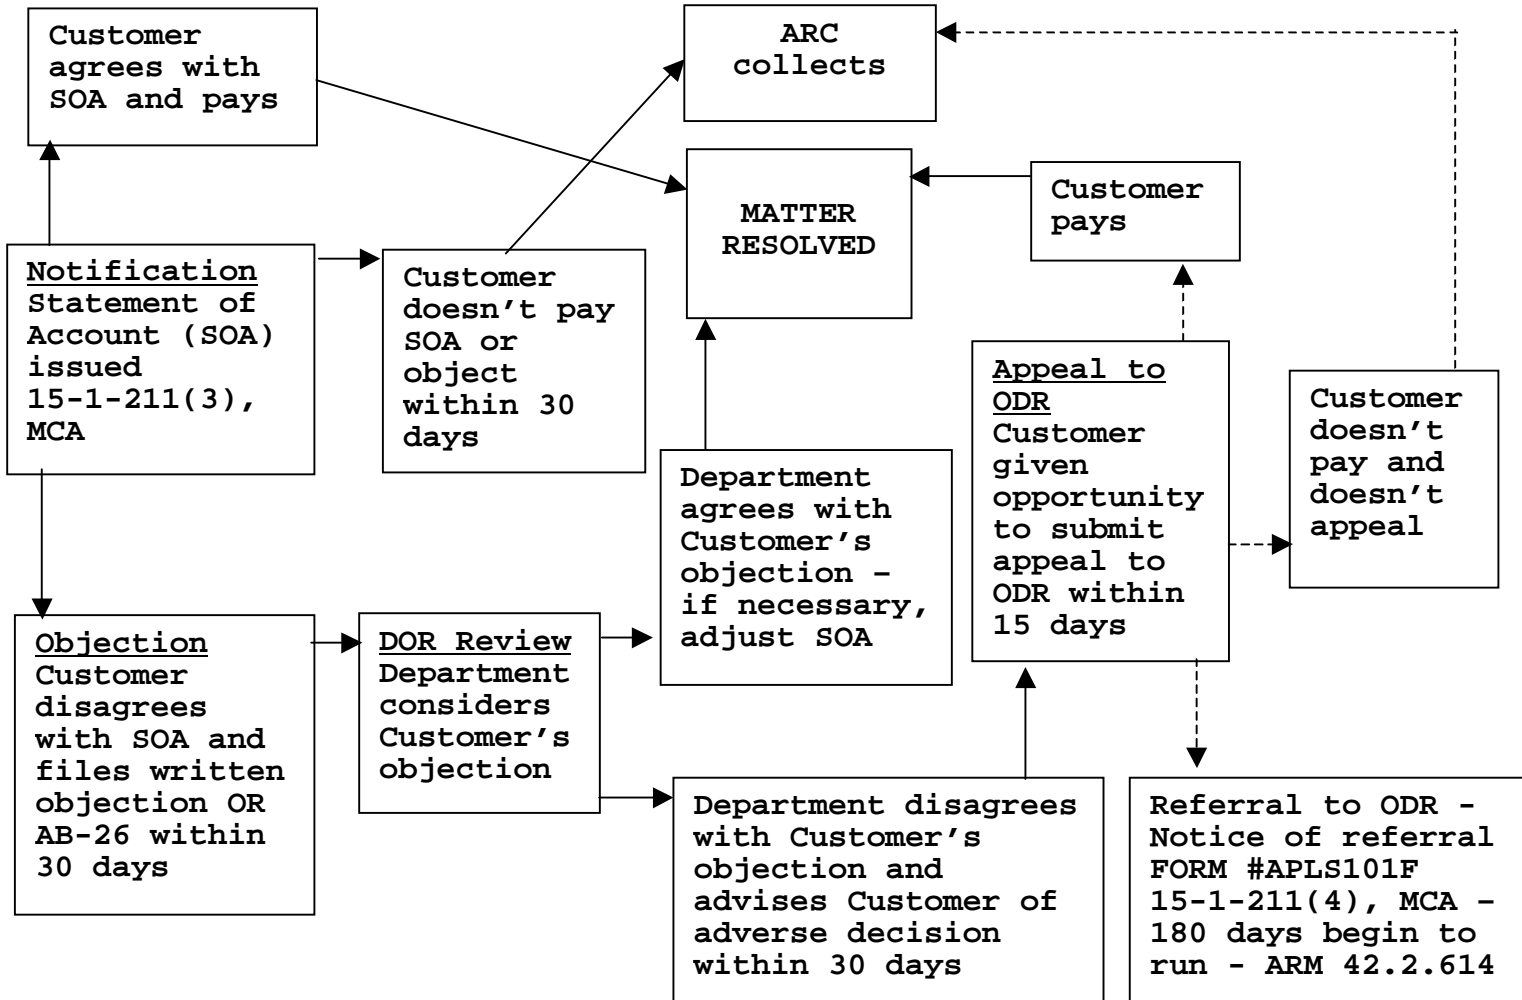 Customer
agrees with
SOA and pays
ARC
collects
MATTER
RESOLVED
Customer
pays
Notification
Statement of
Account (SOA)
issued
15-1-211(3),
MCA
Customer
doesn't pay
SOA or
object
within 30
days
Department
agrees with
Customer's
objection –
if necessary,
adjust SOA
Appeal to
ODR
Customer
given
opportunity
to submit
appeal to
ODR within
15 days
Customer
doesn't
pay and
doesn't
appeal
Objection
Customer
disagrees
with SOA and
files written
objection OR
AB-26 within
30 days
DOR Review
Department
considers
Customer's
objection
Department disagrees
with Customer's
objection and
advises Customer of
adverse decision
within 30 days
Referral to ODR -
Notice of referral
FORM #APLS101F
15-1-211(4), MCA –
180 days begin to
run - ARM 42.2.614